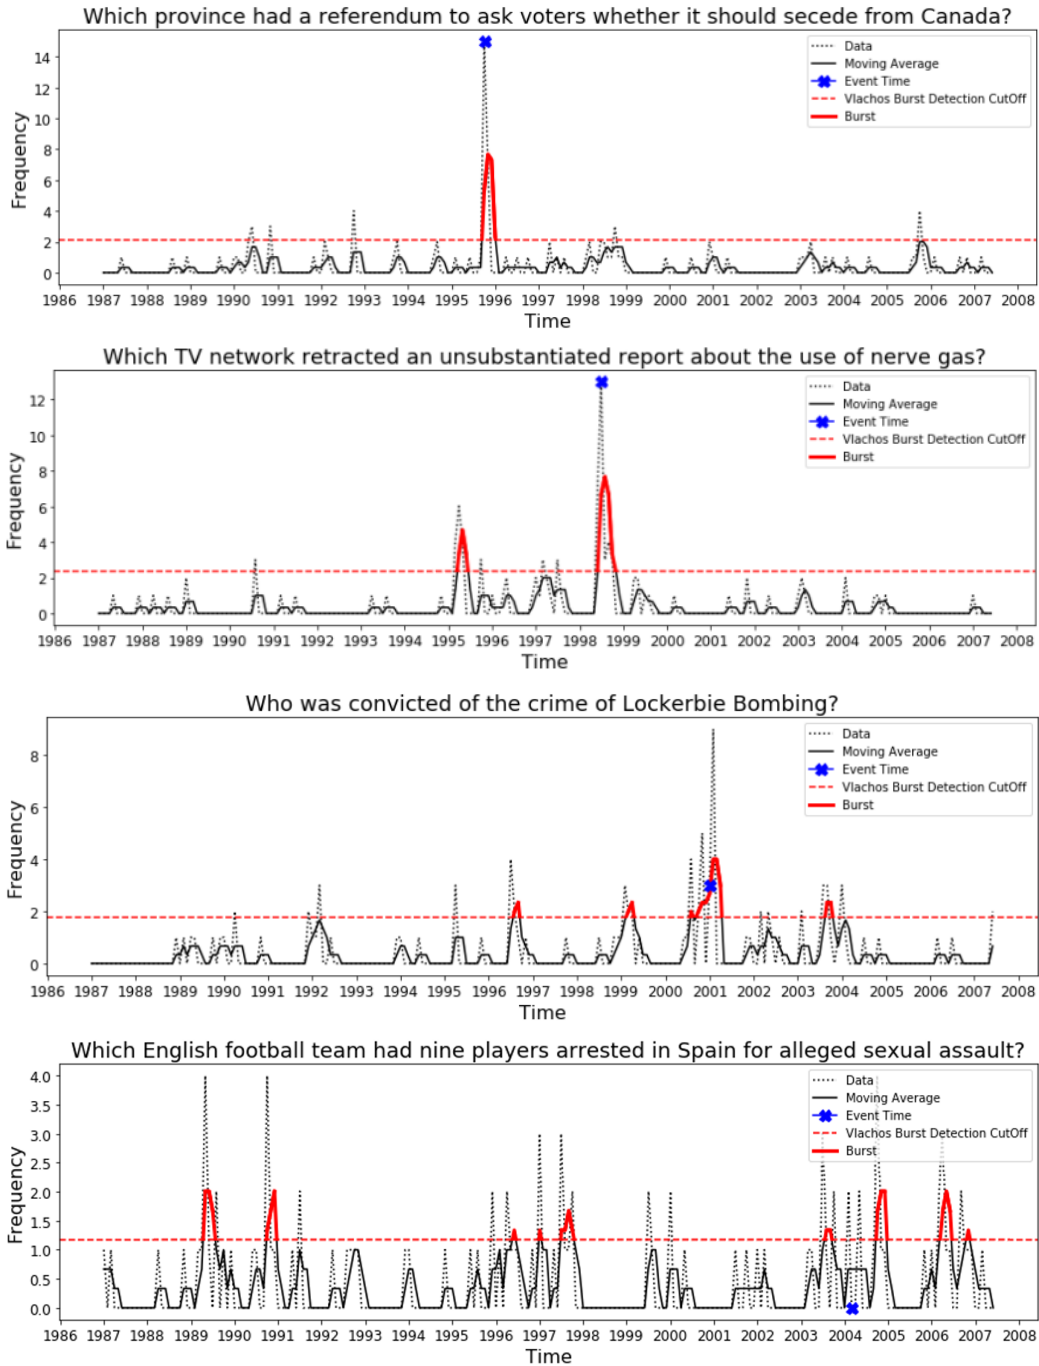 Which province had a referendum to ask voters whether it should secede from Canada?
Data
Moving Average
Event Time
Vlachos Burst Detection CutOff
Burst
14
12
10
8
6
4
2
0
Frequency
1986 1987 1988 1989 1990 1991 1992 1993 1994 1995 1996 1997 1998 1999 2000 2001 2002 2003 2004 2005 2006 2007 2008
Time
Which TV network retracted an unsubstantiated report about the use of nerve gas?
Data
Moving Average
Event Time
Vlachos Burst Detection CutOff
Burst
12
10
8
6
4
2
0
Frequency
1986 1987 1988 1989 1990 1991 1992 1993 1994 1995 1996 1997 1998 1999 2000 2001 2002 2003 2004 2005 2006 2007 2008
Time
Who was convicted of the crime of Lockerbie Bombing?
Data
Moving Average
Event Time
Vlachos Burst Detection CutOff
Burst
8
6
4
2
0
Frequency
1986 1987 1988 1989 1990 1991 1992 1993 1994 1995 1996 1997 1998 1999 2000 2001 2002 2003 2004 2005 2006 2007 2008
Time
Which English football team had nine players arrested in Spain for alleged sexual assault?
Data
Moving Average
Event Time
Vlachos Burst Detection CutOff
Burst
4.0
3.5
3.0
2.5
2.0
1.5
1.0
0.5
0.0
Frequency
1986 1987 1988 1989 1990 1991 1992 1993 1994 1995 1996 1997 1998 1999 2000 2001 2002 2003 2004 2005 2006 2007 2008
Time